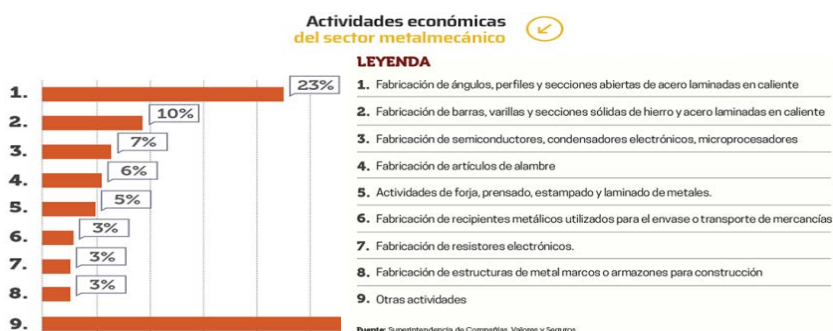 Actividades económicas
del sector metalmecánico
LEYENDA
1. 23%
2. 10%
3. 7%
4. 6%
5. 5%
6. 3%
7. 3%
8. 3%
9.
1. Fabricación de ángulos, perfiles y secciones abiertas de acero laminadas en caliente
2. Fabricación de barras, varillas y secciones sólidas de hierro y acero laminadas en caliente
3. Fabricación de semiconductores, condensadores electrónicos, microprocesadores
4. Fabricación de artículos de alambre
5. Actividades de forja, prensado, estampado y laminado de metales.
6. Fabricación de recipientes metálicos utilizados para el envase o transporte de mercancías
7. Fabricación de resistores electrónicos.
8. Fabricación de estructuras de metal marcos o armazones para construcción
9. Otras actividades
Fuente: Superintendencia de Compañías, Valores y Seguros